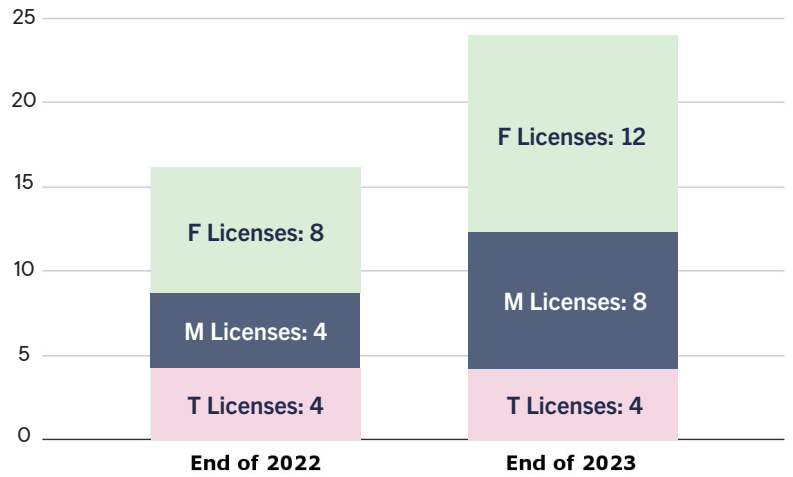 25
20
15
10
5
0
F Licenses: 8
M Licenses: 4
T Licenses: 4
F Licenses: 12
M Licenses: 8
T Licenses: 4
End of 2022
End of 2023